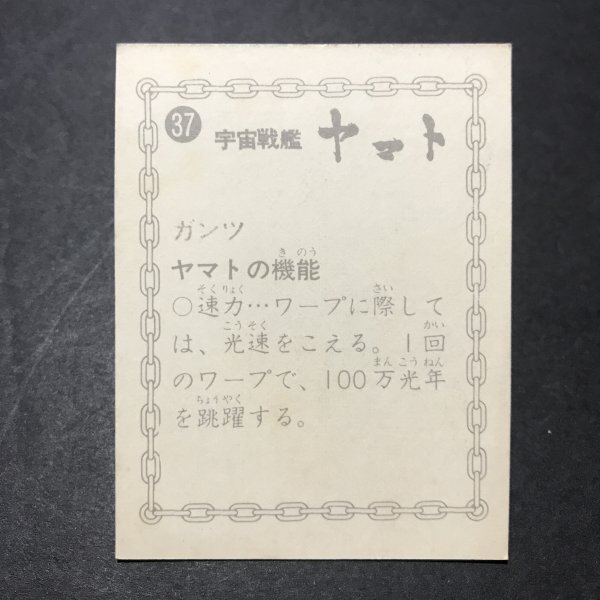 37 宇宙戦艦 ヤマト
ガンツ
ヤマトの機能
○速力…ワープに際して
は、光速をこえる。1回
のワープで、100万光年
を跳躍する。